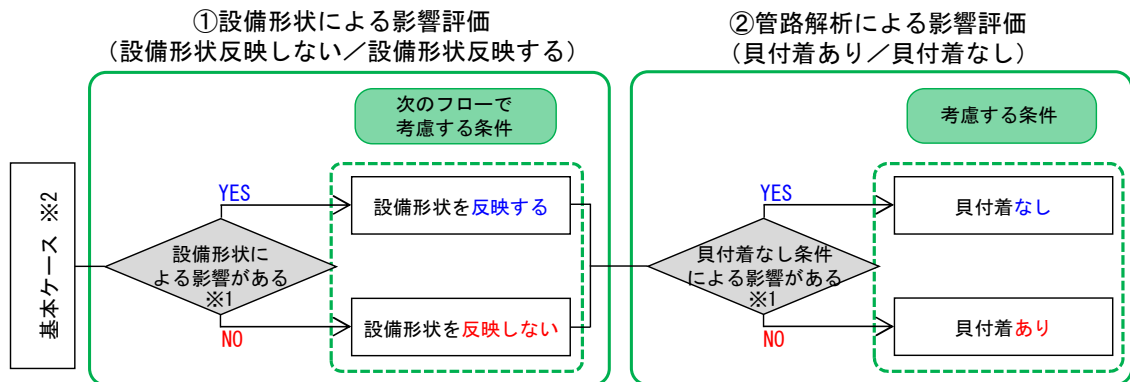 ①設備形状による影響評価
(設備形状反映しない/設備形状反映する)
次のフローで
考慮する条件
基本ケース ※2
YES
設備形状を反映する
設備形状に
よる影響がある
※1
NO
設備形状を反映しない
②管路解析による影響評価
(貝付着あり/貝付着なし)
考慮する条件
YES
貝付着なし
貝付着なし条件
による影響がある
※1
NO
貝付着あり